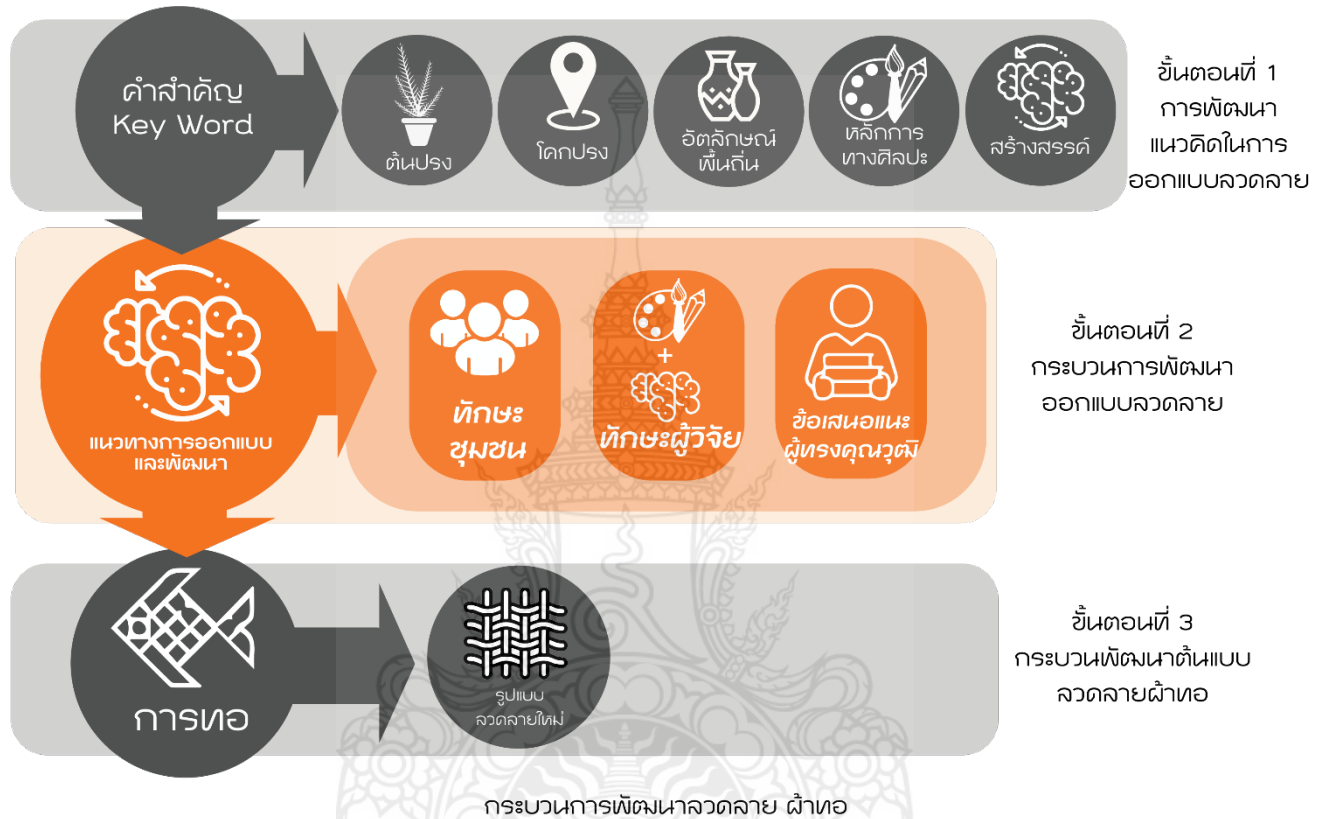 คำสำคัญ
Key Word
ต้นปรง
โคกปรง
อัตลักษณ์
พื้นถิ่น
หลักการ
ทางศิลปะ
สร้างสรรค์
ขั้นตอนที่ 1
การพัฒนา
แนวคิดในการ
ออกแบบลวดลาย
แนวทางการออกแบบ
และพัฒนา
ทักษะ
ชุมชน
+
ทักษะผู้วิจัย
ข้อเสนอแนะ
ผู้ทรงคุณวุฒิ
ขั้นตอนที่ 2
กระบวนการพัฒนา
ออกแบบลวดลาย
การทอ
รูปแบบ
ลวดลายใหม่
ขั้นตอนที่ 3
กระบวนพัฒนาต้นแบบ
ลวดลายผ้าทอ
กระบวนการพัฒนาลวดลาย ผ้าทอ